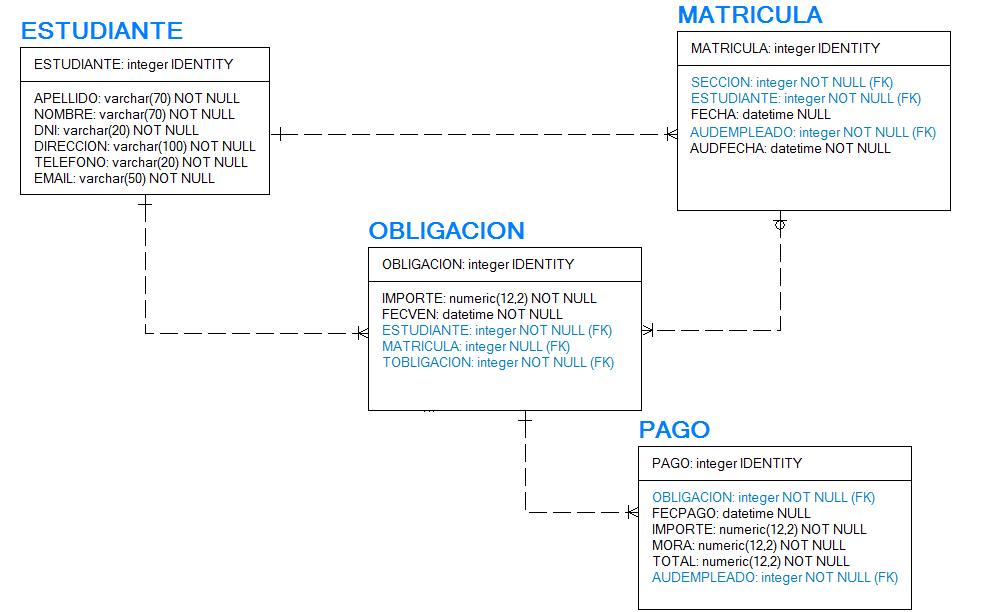 ESTUDIANTE
ESTUDIANTE: integer IDENTITY
APELLIDO: varchar(70) NOT NULL
NOMBRE: varchar(70) NOT NULL
DNI: varchar(20) NOT NULL
DIRECCION: varchar(100) NOT NULL
TELEFONO: varchar(20) NOT NULL
EMAIL: varchar(50) NOT NULL
MATRICULA
MATRICULA: integer IDENTITY
SECCION: integer NOT NULL (FK)
ESTUDIANTE: integer NOT NULL (FK)
FECHA: datetime NULL
AUDEMPLEADO: integer NOT NULL (FK)
AUDFECHA: datetime NOT NULL
OBLIGACION
OBLIGACION: integer IDENTITY
IMPORTE: numeric(12,2) NOT NULL
FECVEN: datetime NOT NULL
ESTUDIANTE: integer NOT NULL (FK)
MATRICULA: integer NULL (FK)
TOBLIGACION: integer NOT NULL (FK)
PAGO
PAGO: integer IDENTITY
OBLIGACION: integer NOT NULL (FK)
FECPAGO: datetime NULL
IMPORTE: numeric(12,2) NOT NULL
MORA: numeric(12,2) NOT NULL
TOTAL: numeric(12,2) NOT NULL
AUDEMPLEADO: integer NOT NULL (FK)